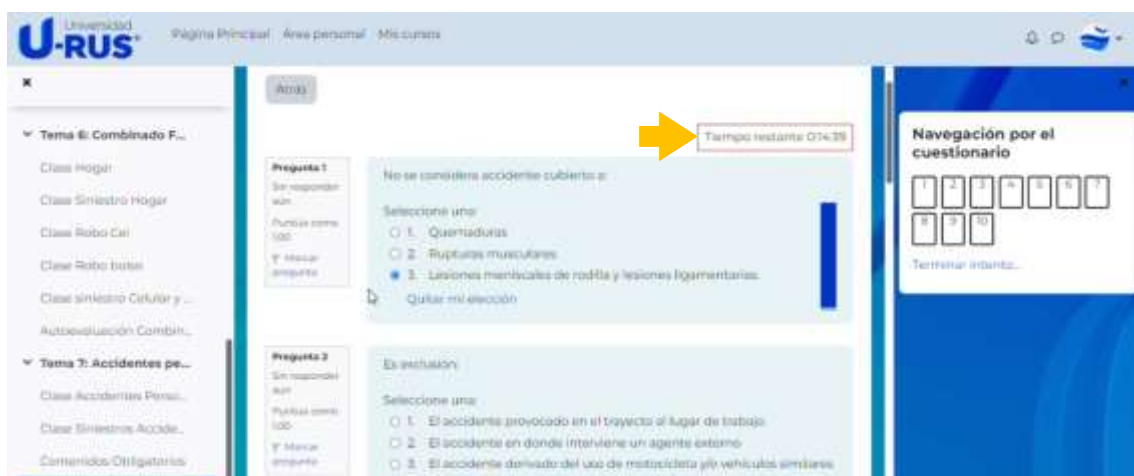 Universidad
U-RUS
Página Principal Área personal Mis cursos
Atrás
Tiempo restante 0:14:39
Tema 6: Combinado F...
Clase Hogar
Clase Siniestro Hogar
Clase Robo Cel
Clase Robo bolso
Clase siniestro Celular y ...
Autoevaluación Combin...
Tema 7: Accidentes pe...
Clase Accidentes Perso...
Clase Siniestros Accide...
Contenidos Obligatorios
Pregunta 1
Sin responder
aún
Puntúa como
1,00
Marcar
pregunta
No se considera accidente cubierto a:
Seleccione una:
1. Quemaduras
2. Rupturas musculares
3. Lesiones meniscales de rodilla y lesiones ligamentarias.
Quitar mi elección
Pregunta 2
Sin responder
aún
Puntúa como
1,00
Marcar
pregunta
Es exclusión:
Seleccione una:
1. El accidente provocado en el trayecto al lugar de trabajo
2. El accidente en donde interviene un agente externo
3. El accidente derivado del uso de motocicleta y/o vehículos similares
Navegación por el
cuestionario
1 2 3 4 5 6 7
8 9 10
Terminar intento...